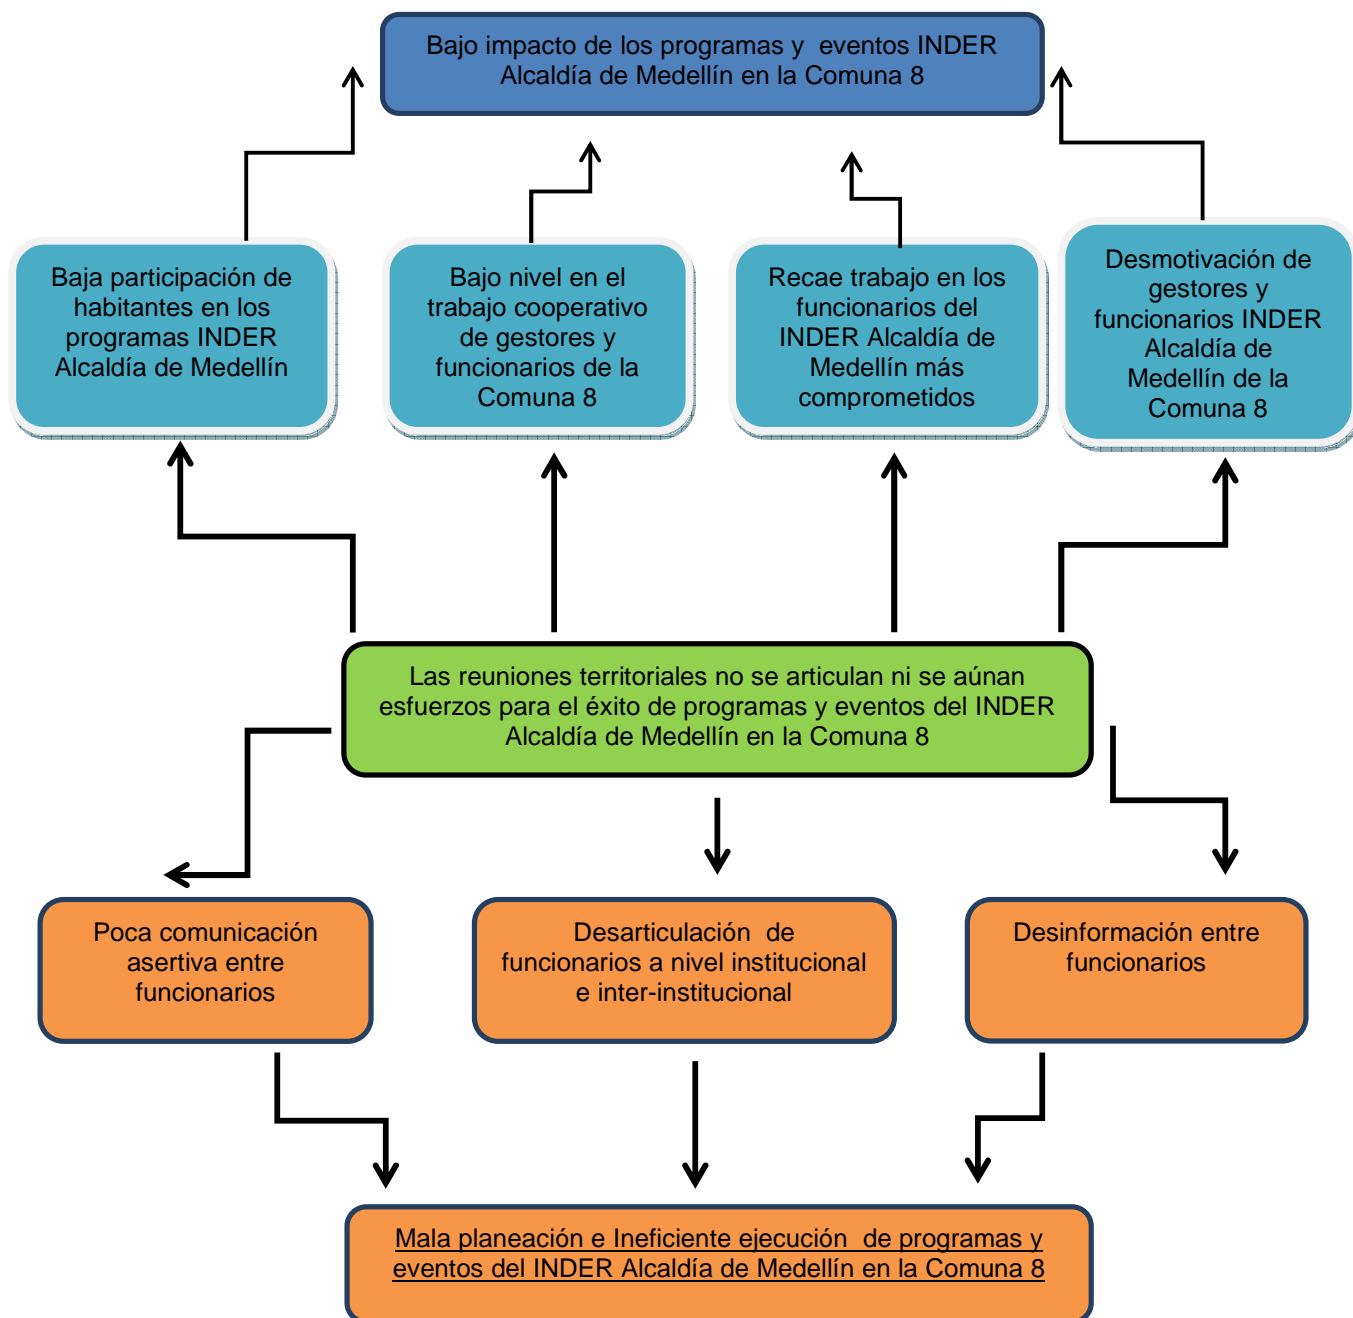 Bajo impacto de los programas y eventos INDER
Alcaldía de Medellín en la Comuna 8
Baja participación de
habitantes en los
programas INDER
Alcaldía de Medellín
Bajo nivel en el
trabajo cooperativo
de gestores y
funcionarios de la
Comuna 8
Recae trabajo en los
funcionarios del
INDER Alcaldía de
Medellín más
comprometidos
Desmotivación de
gestores y
funcionarios INDER
Alcaldía de
Medellín de la
Comuna 8
Las reuniones territoriales no se articulan ni se aúnan
esfuerzos para el éxito de programas y eventos del INDER
Alcaldía de Medellín en la Comuna 8
Poca comunicación
asertiva entre
funcionarios
Desarticulación de
funcionarios a nivel institucional
e inter-institucional
Desinformación entre
funcionarios
Mala planeación e Ineficiente ejecución de programas y
eventos del INDER Alcaldía de Medellín en la Comuna 8